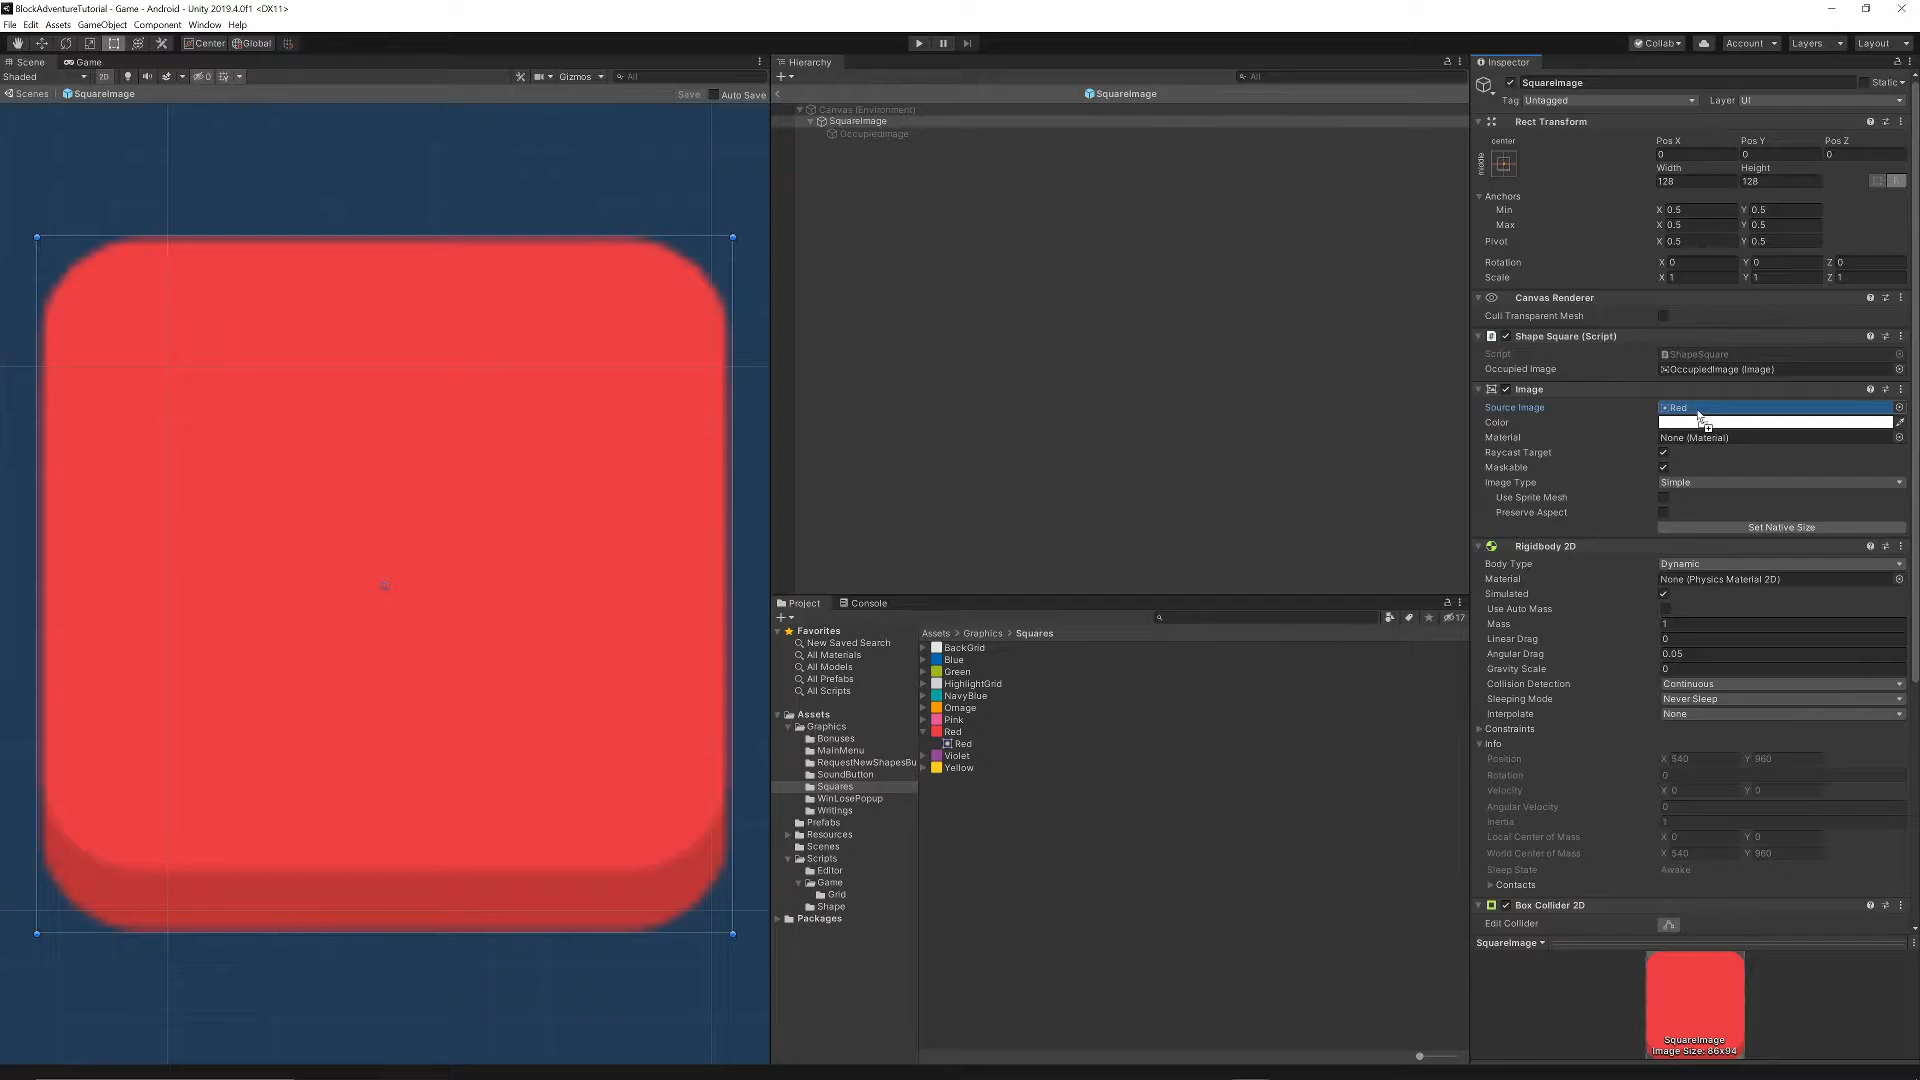 BlockAdventureTutorial - Game - Android - Unity 2019.4.0f1 <DX11>
File Edit Assets GameObject Component Window Help
Center Global Collab Account Layers Layout
Scene Game
Shaded 2D 0 Gizmos All
Scenes SquareImage Save Auto Save
Hierarchy
All
SquareImage
Canvas (Environment)
SquareImage
OccupiedImage
Project Console
17
Favorites
New Saved Search
All Materials
All Models
All Prefabs
All Scripts
Assets
Graphics
Bonuses
MainMenu
RequestNewShapesBu
SoundButton
Squares
WinLosePopup
Writings
Prefabs
Resources
Scenes
Scripts
Editor
Game
Grid
Shape
Packages
Assets > Graphics > Squares
BackGrid
Blue
Green
HighlightGrid
NavyBlue
Ornage
Pink
Red
Red
Violet
Yellow
Inspector
SquareImage Static
Tag Untagged Layer UI
Rect Transform
center
middle
Pos X Pos Y Pos Z
0 0 0
Width Height
128 128
R
Anchors
Min X 0.5 Y 0.5
Max X 0.5 Y 0.5
Pivot X 0.5 Y 0.5
Rotation X 0 Y 0 Z 0
Scale X 1 Y 1 Z 1
Canvas Renderer
Cull Transparent Mesh
Shape Square (Script)
Script ShapeSquare
Occupied Image OccupiedImage (Image)
Image
Source Image Red
Color
Material None (Material)
Raycast Target
Maskable
Image Type Simple
Use Sprite Mesh
Preserve Aspect
Set Native Size
Rigidbody 2D
Body Type Dynamic
Material None (Physics Material 2D)
Simulated
Use Auto Mass
Mass 1
Linear Drag 0
Angular Drag 0.05
Gravity Scale 0
Collision Detection Continuous
Sleeping Mode Never Sleep
Interpolate None
Constraints
Info
Position X 540 Y 960
Rotation 0
Velocity X 0 Y 0
Angular Velocity 0
Inertia 1
Local Center of Mass X 0 Y 0
World Center of Mass X 540 Y 960
Sleep State Awake
Contacts
Box Collider 2D
Edit Collider
SquareImage
SquareImage
Image Size: 86x94